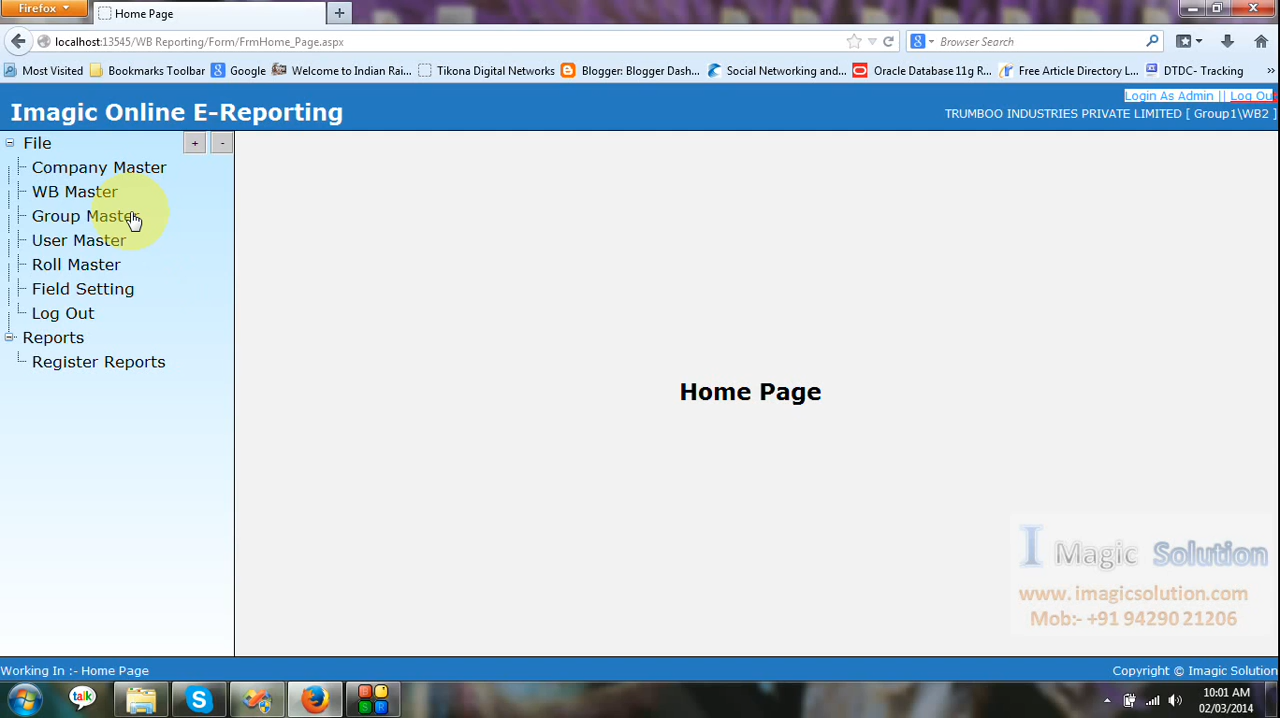 Firefox
Home Page
+
localhost:13545/WB Reporting/Form/FrmHome_Page.aspx
Browser Search
Most Visited
Bookmarks Toolbar
Google
Welcome to Indian Rai...
Tikona Digital Networks
Blogger: Blogger Dash...
Social Networking and...
Oracle Database 11g R...
Free Article Directory L...
DTDC- Tracking
»
Login As Admin || Log Out
Imagic Online E-Reporting
TRUMBOO INDUSTRIES PRIVATE LIMITED [ Group1\WB2 ]
File
+
-
Company Master
WB Master
Group Master
User Master
Roll Master
Field Setting
Log Out
Reports
Register Reports
Home Page
I Magic Solution
www. imagicsolution.com
Mob:- +91 94290 21206
Working In :- Home Page
Copyright © Imagic Solution
talk
10:01 AM
02/03/2014